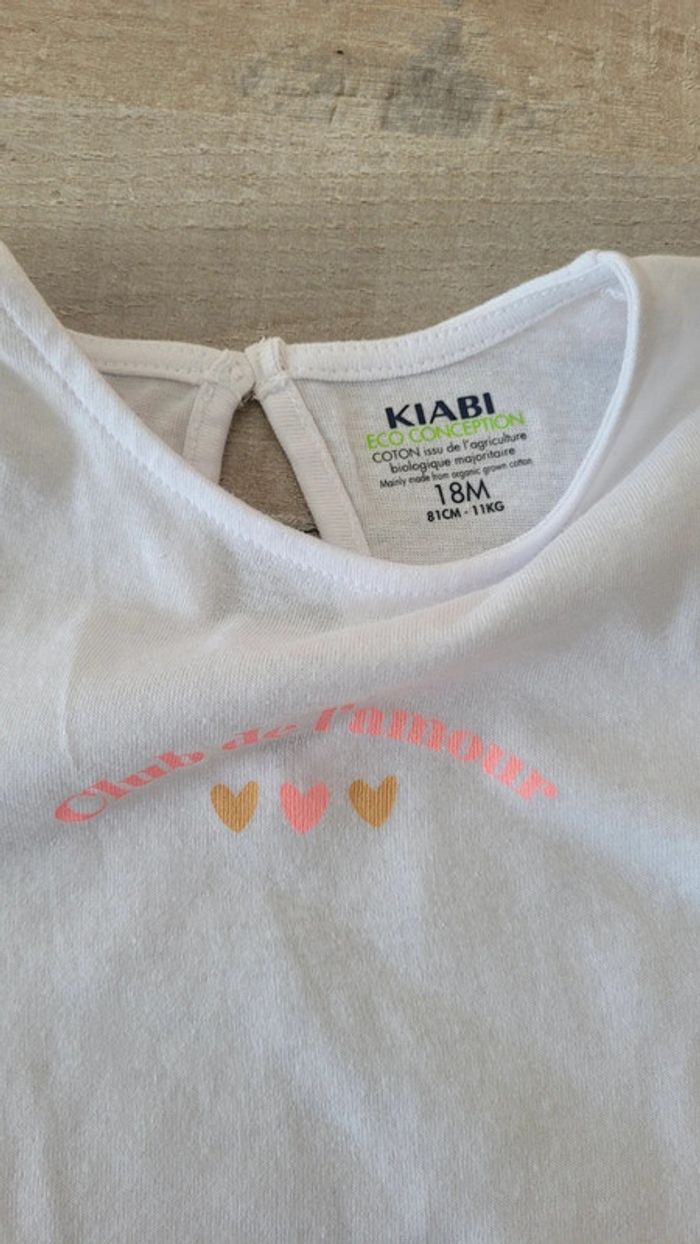 KIABI
ECO CONCEPTION
COTON issu de l'agriculture
biologique majoritaire
Mainly made from organic grown cotton
18M
81CM - 11KG
Club de l'amour